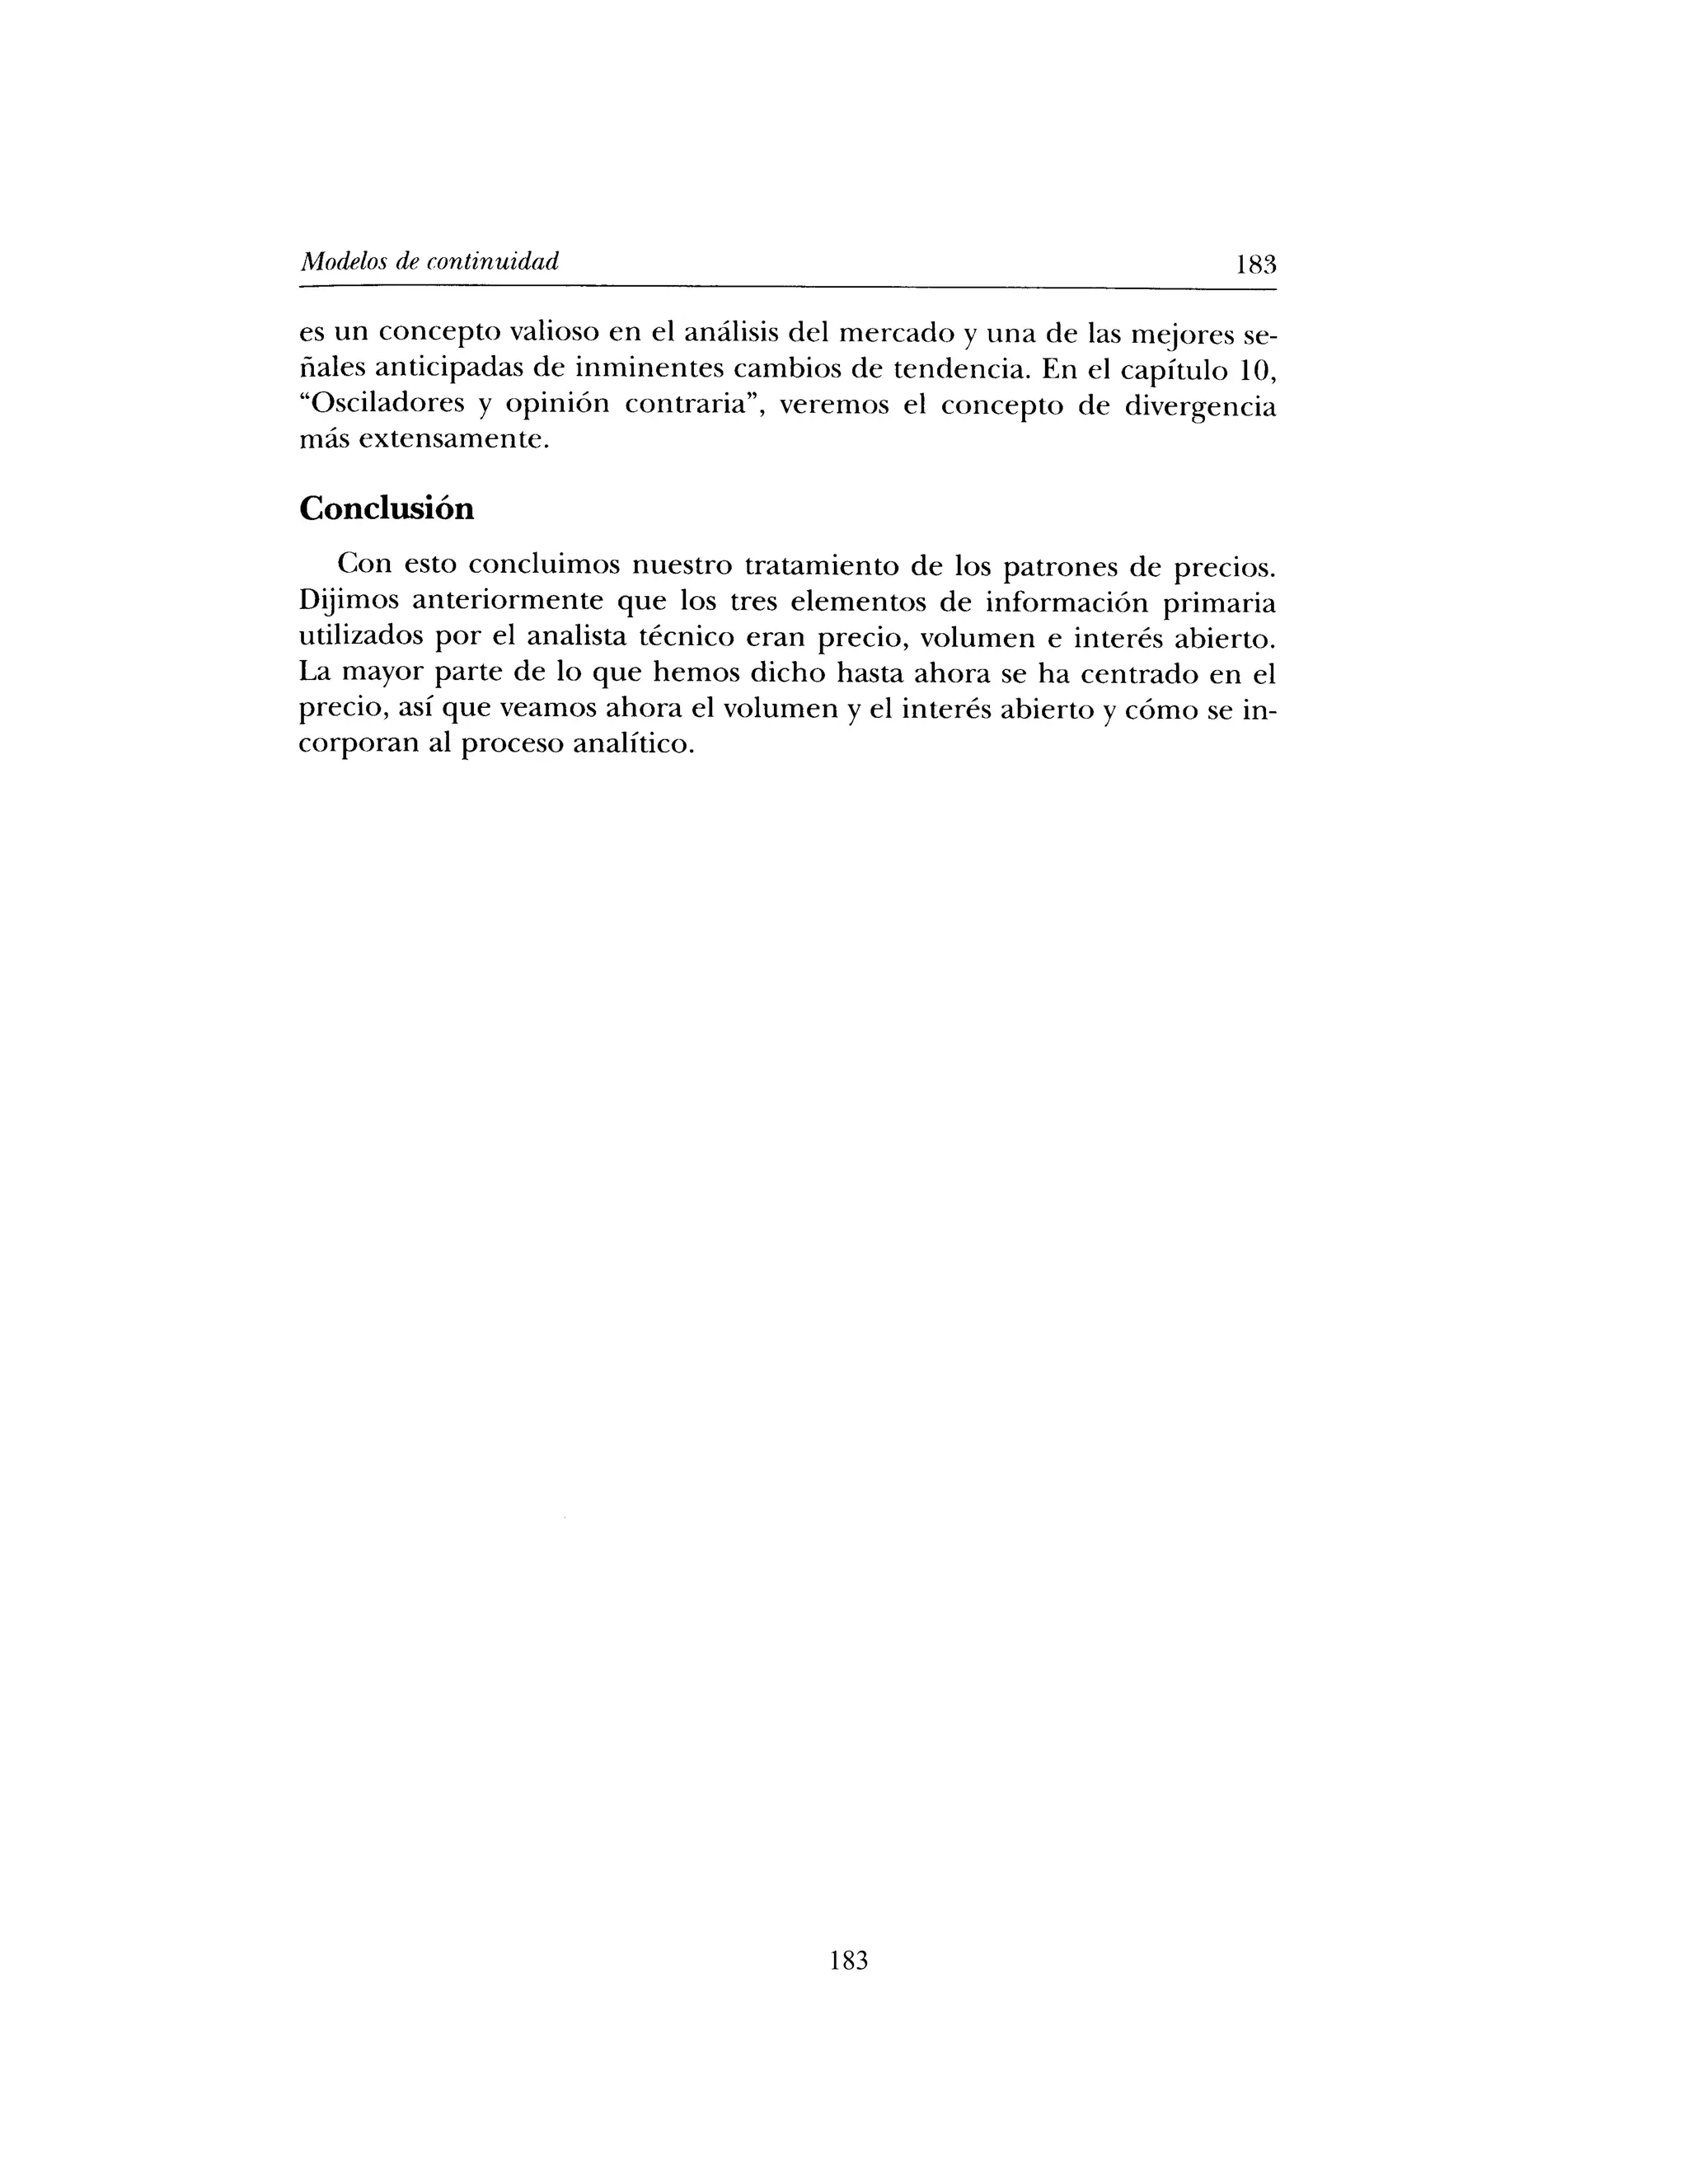 Modelos de continuidad 183
es un concepto valioso en el análisis del mercado y una de las mejores se-
ñales anticipadas de inminentes cambios de tendencia. En el capítulo 10,
“Osciladores y opinión contraria”, veremos el concepto de divergencia
más extensamente.
Conclusión
Con esto concluimos nuestro tratamiento de los patrones de precios.
Dijimos anteriormente que los tres elementos de información primaria
utilizados por el analista técnico eran precio, volumen e interés abierto.
La mayor parte de lo que hemos dicho hasta ahora se ha centrado en el
precio, así que veamos ahora el volumen y el interés abierto y cómo se in-
corporan al proceso analítico.
183